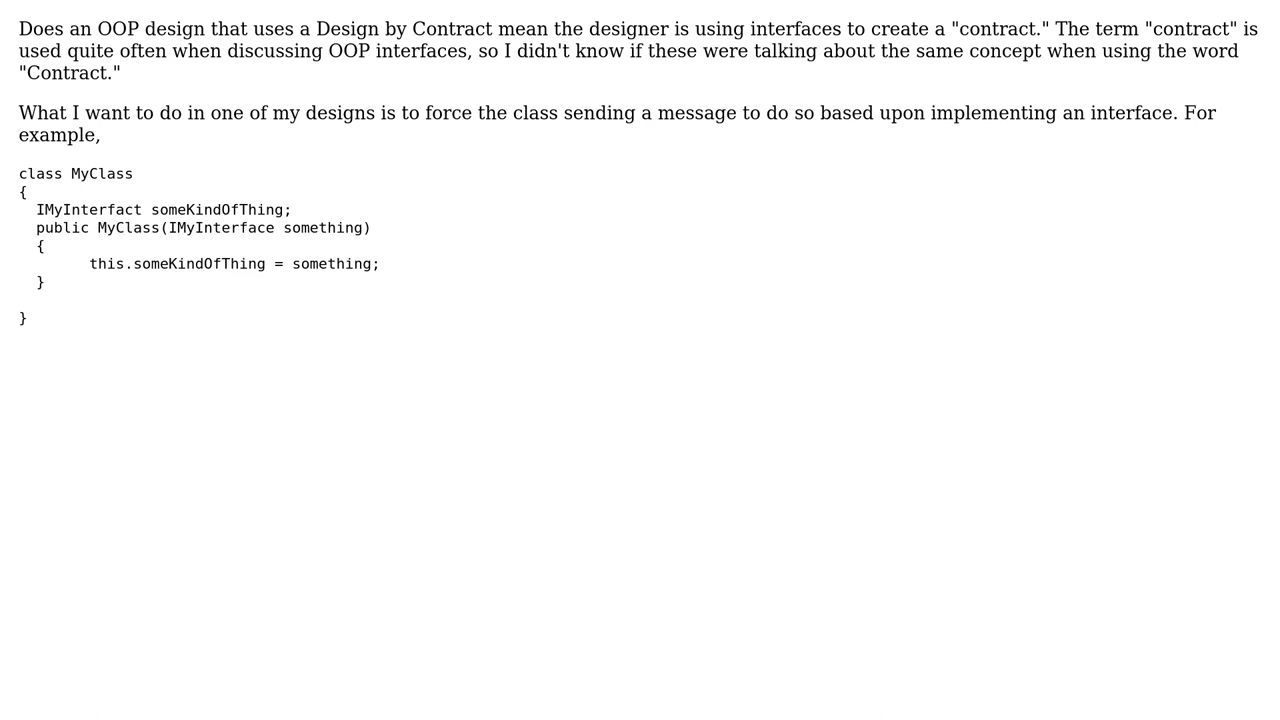 Does an OOP design that uses a Design by Contract mean the designer is using interfaces to create a "contract." The term "contract" is
used quite often when discussing OOP interfaces, so I didn't know if these were talking about the same concept when using the word
"Contract."
What I want to do in one of my designs is to force the class sending a message to do so based upon implementing an interface. For
example,
class MyClass
{
  IMyInterfact someKindOfThing;
  public MyClass(IMyInterface something)
  {
        this.someKindOfThing = something;
  }
}